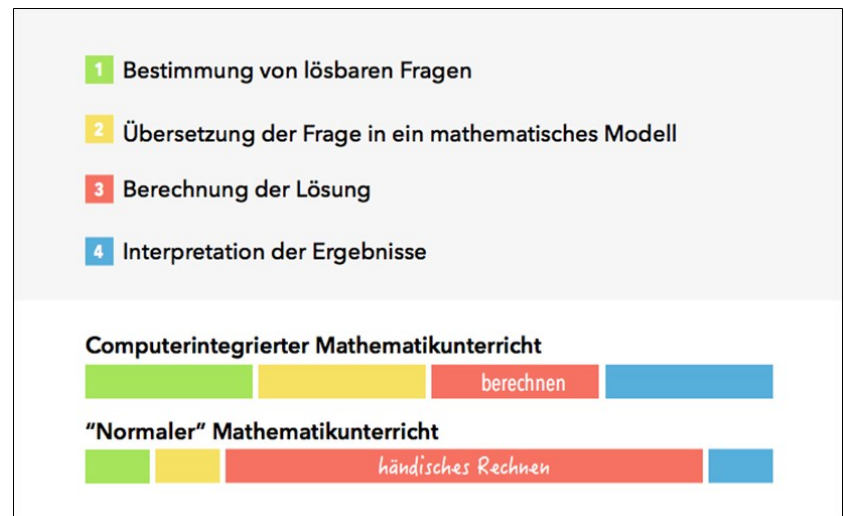 1 Bestimmung von lösbaren Fragen
2 Übersetzung der Frage in ein mathematisches Modell
3 Berechnung der Lösung
4 Interpretation der Ergebnisse
Computerintegrierter Mathematikunterricht
berechnen
“Normaler” Mathematikunterricht
händisches Rechnen